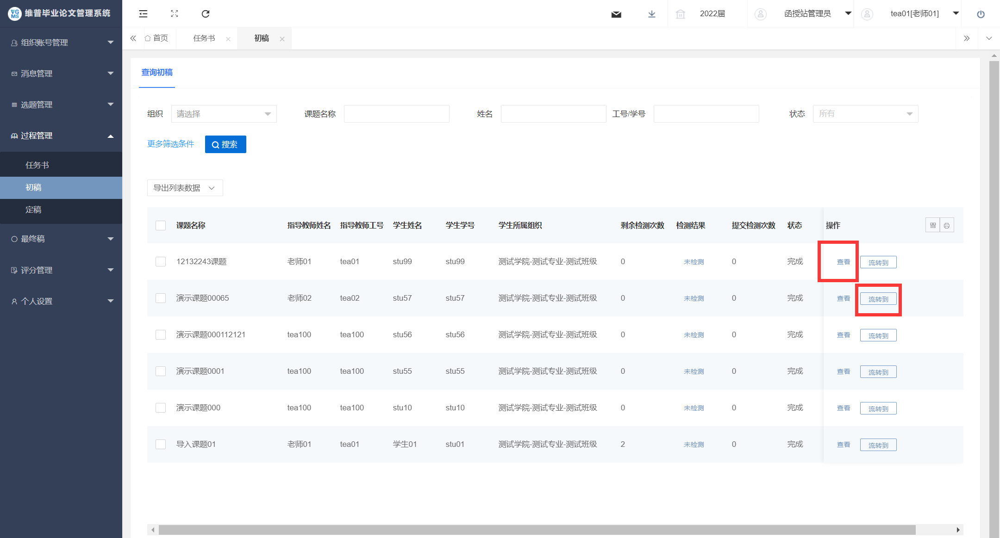 VG MS 维普毕业论文管理系统
2022届 函授站管理员 tea01[老师01]
首页 任务书 初稿
组织账号管理
消息管理
选题管理
过程管理
任务书
初稿
定稿
最终稿
评分管理
个人设置
查询初稿
组织 请选择 课题名称 姓名 工号/学号 状态 所有
更多筛选条件 搜索
导出列表数据
课题名称 指导教师姓名 指导教师工号 学生姓名 学生学号 学生所属组织 剩余检测次数 检测结果 提交检测次数 状态 操作
12132243课题 老师01 tea01 stu99 stu99 测试学院-测试专业-测试班级 0 未检测 0 完成 查看 流转到
演示课题00065 老师02 tea02 stu57 stu57 测试学院-测试专业-测试班级 0 未检测 0 完成 查看 流转到
演示课题000112121 tea100 tea100 stu56 stu56 测试学院-测试专业-测试班级 0 未检测 0 完成 查看 流转到
演示课题0001 tea100 tea100 stu55 stu55 测试学院-测试专业-测试班级 0 未检测 0 完成 查看 流转到
演示课题000 tea100 tea100 stu10 stu10 测试学院-测试专业-测试班级 0 未检测 0 完成 查看 流转到
导入课题01 老师01 tea01 学生01 stu01 测试学院-测试专业-测试班级 2 未检测 0 完成 查看 流转到